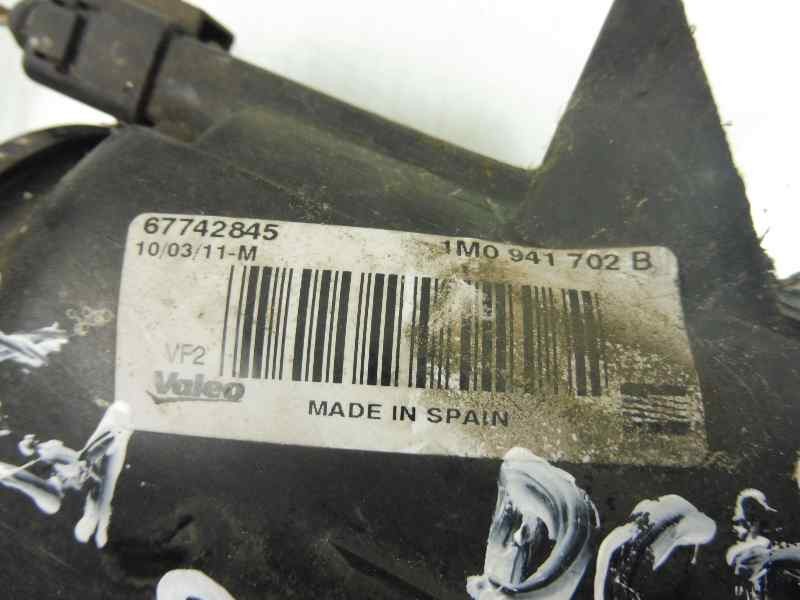 67742845
1M0 941 702 B
10/03/11-M
VF2
Valeo
MADE IN SPAIN